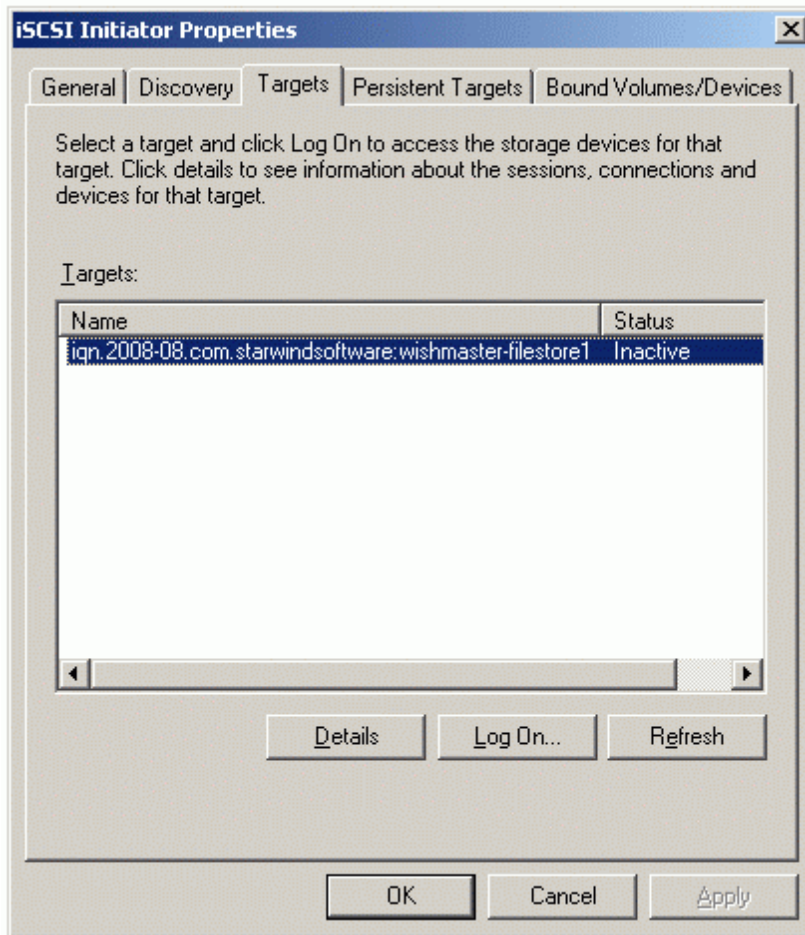 iSCSI Initiator Properties
General Discovery Targets Persistent Targets Bound Volumes/Devices
Select a target and click Log On to access the storage devices for that
target. Click details to see information about the sessions, connections and
devices for that target.
Targets:
Name Status
iqn.2008-08.com.starwindsoftware:wishmaster-filestore1 Inactive
Details Log On... Refresh
OK Cancel Apply